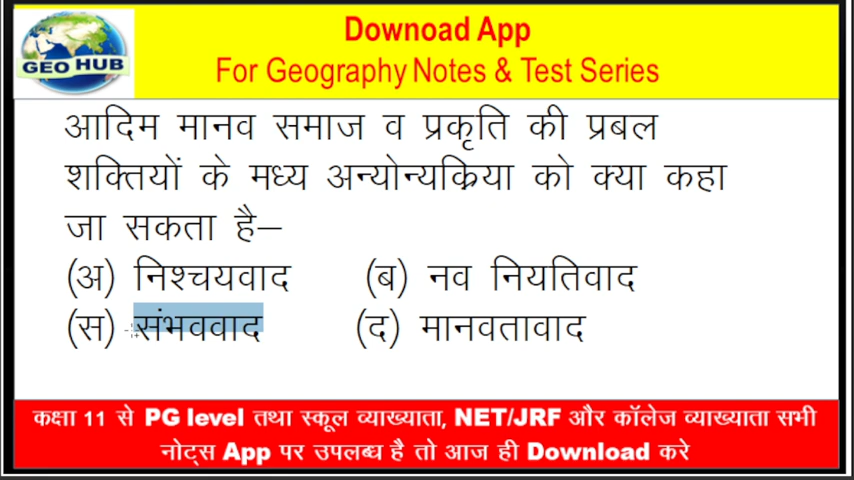 GEO HUB
Downoad App
For Geography Notes & Test Series
आदिम मानव समाज व प्रकृति की प्रबल
शक्तियों के मध्य अन्योन्यक्रिया को क्या कहा
जा सकता है–
(अ) निश्चयवाद (ब) नव नियतिवाद
(स) संभववाद (द) मानवतावाद
कक्षा 11 से PG level तथा स्कूल व्याख्याता, NET/JRF और कॉलेज व्याख्याता सभी
नोट्स App पर उपलब्ध है तो आज ही Download करे